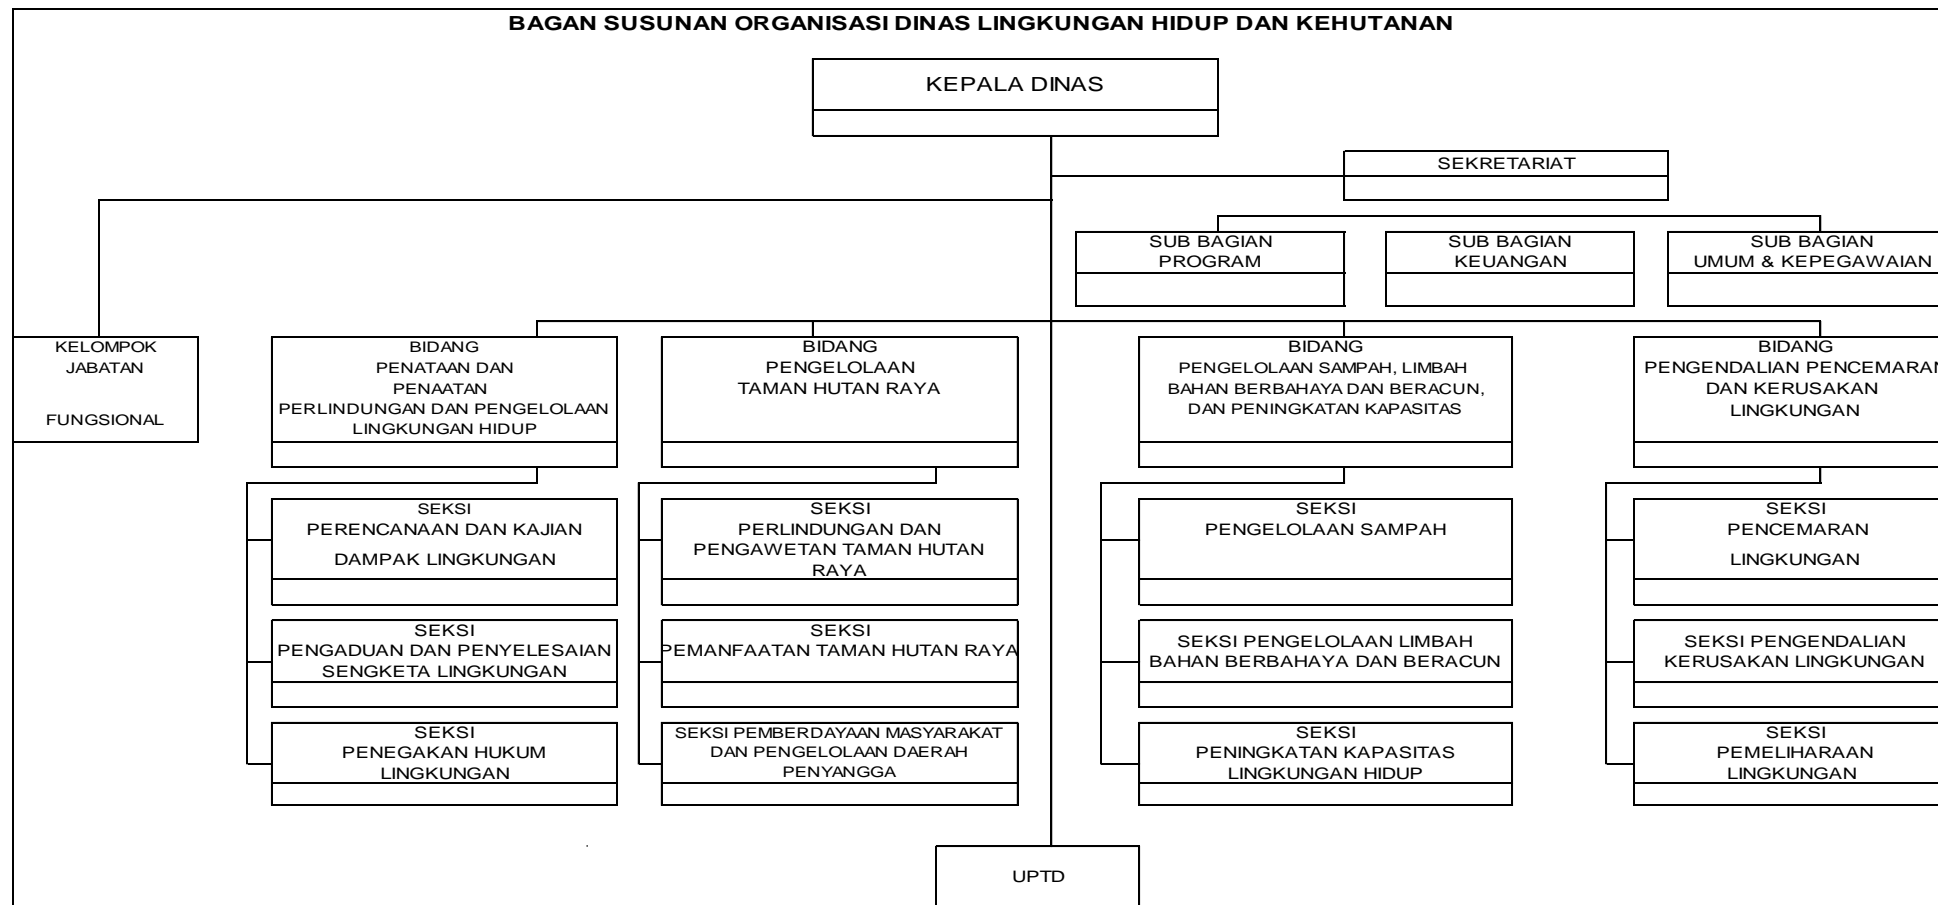 BAGAN SUSUNAN ORGANISASI DINAS LINGKUNGAN HIDUP DAN KEHUTANAN
KEPALA DINAS
SEKRETARIAT
SUB BAGIAN
PROGRAM
SUB BAGIAN
KEUANGAN
SUB BAGIAN
UMUM & KEPEGAWAIAN
KELOMPOK
JABATAN
FUNGSIONAL
BIDANG
PENATAAN DAN
PENAATAN
PERLINDUNGAN DAN PENGELOLAAN
LINGKUNGAN HIDUP
BIDANG
PENGELOLAAN
TAMAN HUTAN RAYA
BIDANG
PENGELOLAAN SAMPAH, LIMBAH
BAHAN BERBAHAYA DAN BERACUN,
DAN PENINGKATAN KAPASITAS
BIDANG
PENGENDALIAN PENCEMARAN
DAN KERUSAKAN
LINGKUNGAN
SEKSI
PERENCANAAN DAN KAJIAN
DAMPAK LINGKUNGAN
SEKSI
PERLINDUNGAN DAN
PENGAWETAN TAMAN HUTAN
RAYA
SEKSI
PENGELOLAAN SAMPAH
SEKSI
PENCEMARAN
LINGKUNGAN
SEKSI
PENGADUAN DAN PENYELESAIAN
SENGKETA LINGKUNGAN
SEKSI
PEMANFAATAN TAMAN HUTAN RAYA
SEKSI PENGELOLAAN LIMBAH
BAHAN BERBAHAYA DAN BERACUN
SEKSI PENGENDALIAN
KERUSAKAN LINGKUNGAN
SEKSI
PENEGAKAN HUKUM
LINGKUNGAN
SEKSI PEMBERDAYAAN MASYARAKAT
DAN PENGELOLAAN DAERAH
PENYANGGA
SEKSI
PENINGKATAN KAPASITAS
LINGKUNGAN HIDUP
SEKSI
PEMELIHARAAN
LINGKUNGAN
UPTD